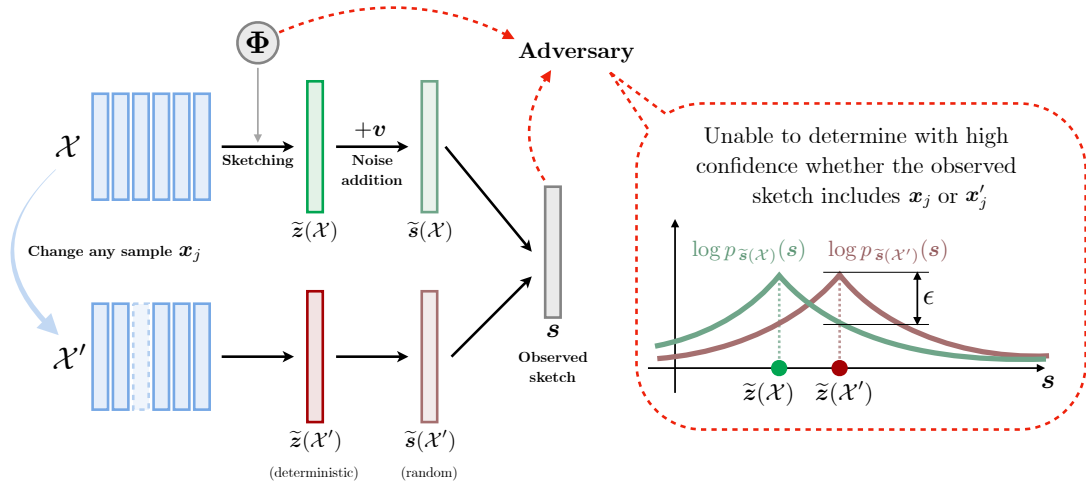 Φ
Adversary
𝒳
Sketching
+v
Noise
addition
z̃(𝒳)
s̃(𝒳)
Change any sample x_j
𝒳′
z̃(𝒳′)
(deterministic)
s̃(𝒳′)
(random)
s
Observed
sketch
Unable to determine with high
confidence whether the observed
sketch includes x_j or x′_j
log p_s̃(𝒳)(s)
log p_s̃(𝒳′)(s)
ϵ
z̃(𝒳)
z̃(𝒳′)
s